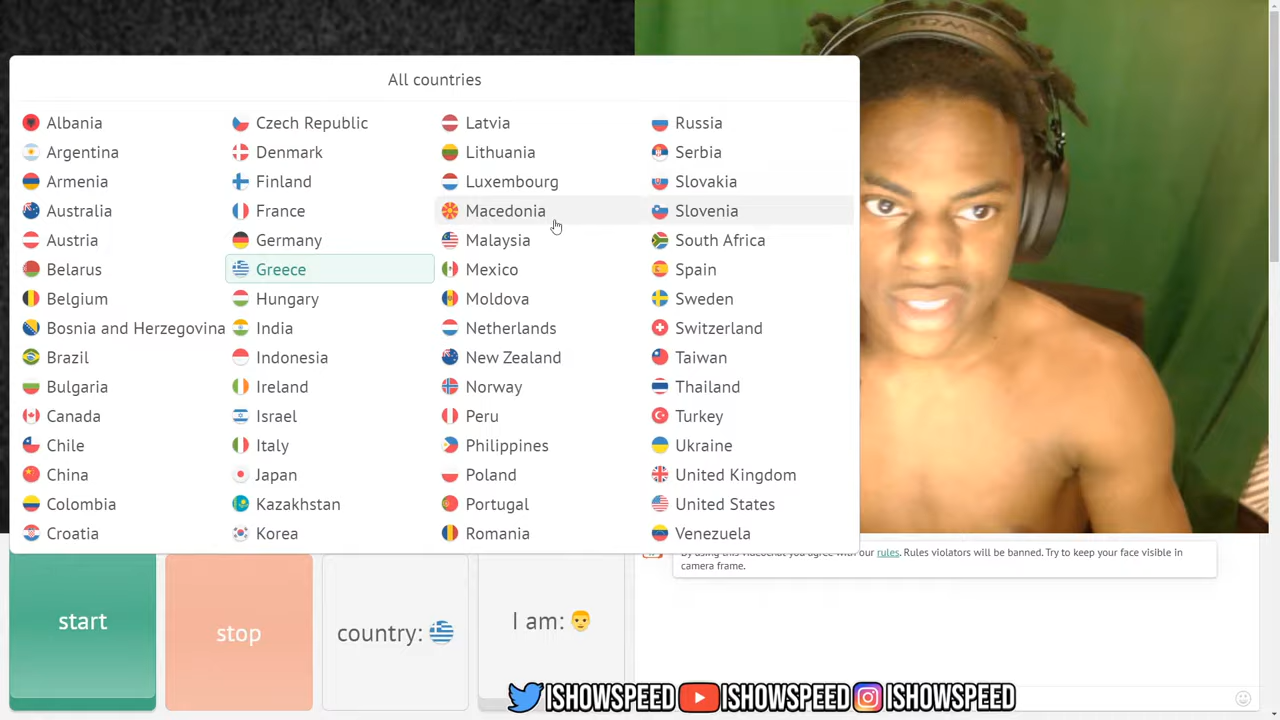 All countries
Albania
Argentina
Armenia
Australia
Austria
Belarus
Belgium
Bosnia and Herzegovina
Brazil
Bulgaria
Canada
Chile
China
Colombia
Croatia
Czech Republic
Denmark
Finland
France
Germany
Greece
Hungary
India
Indonesia
Ireland
Israel
Italy
Japan
Kazakhstan
Korea
Latvia
Lithuania
Luxembourg
Macedonia
Malaysia
Mexico
Moldova
Netherlands
New Zealand
Norway
Peru
Philippines
Poland
Portugal
Romania
Russia
Serbia
Slovakia
Slovenia
South Africa
Spain
Sweden
Switzerland
Taiwan
Thailand
Turkey
Ukraine
United Kingdom
United States
Venezuela
By using this videochat you agree with our rules. Rules violators will be banned. Try to keep your face visible in
camera frame.
start
stop
country:
I am:
ISHOWSPEED ISHOWSPEED ISHOWSPEED